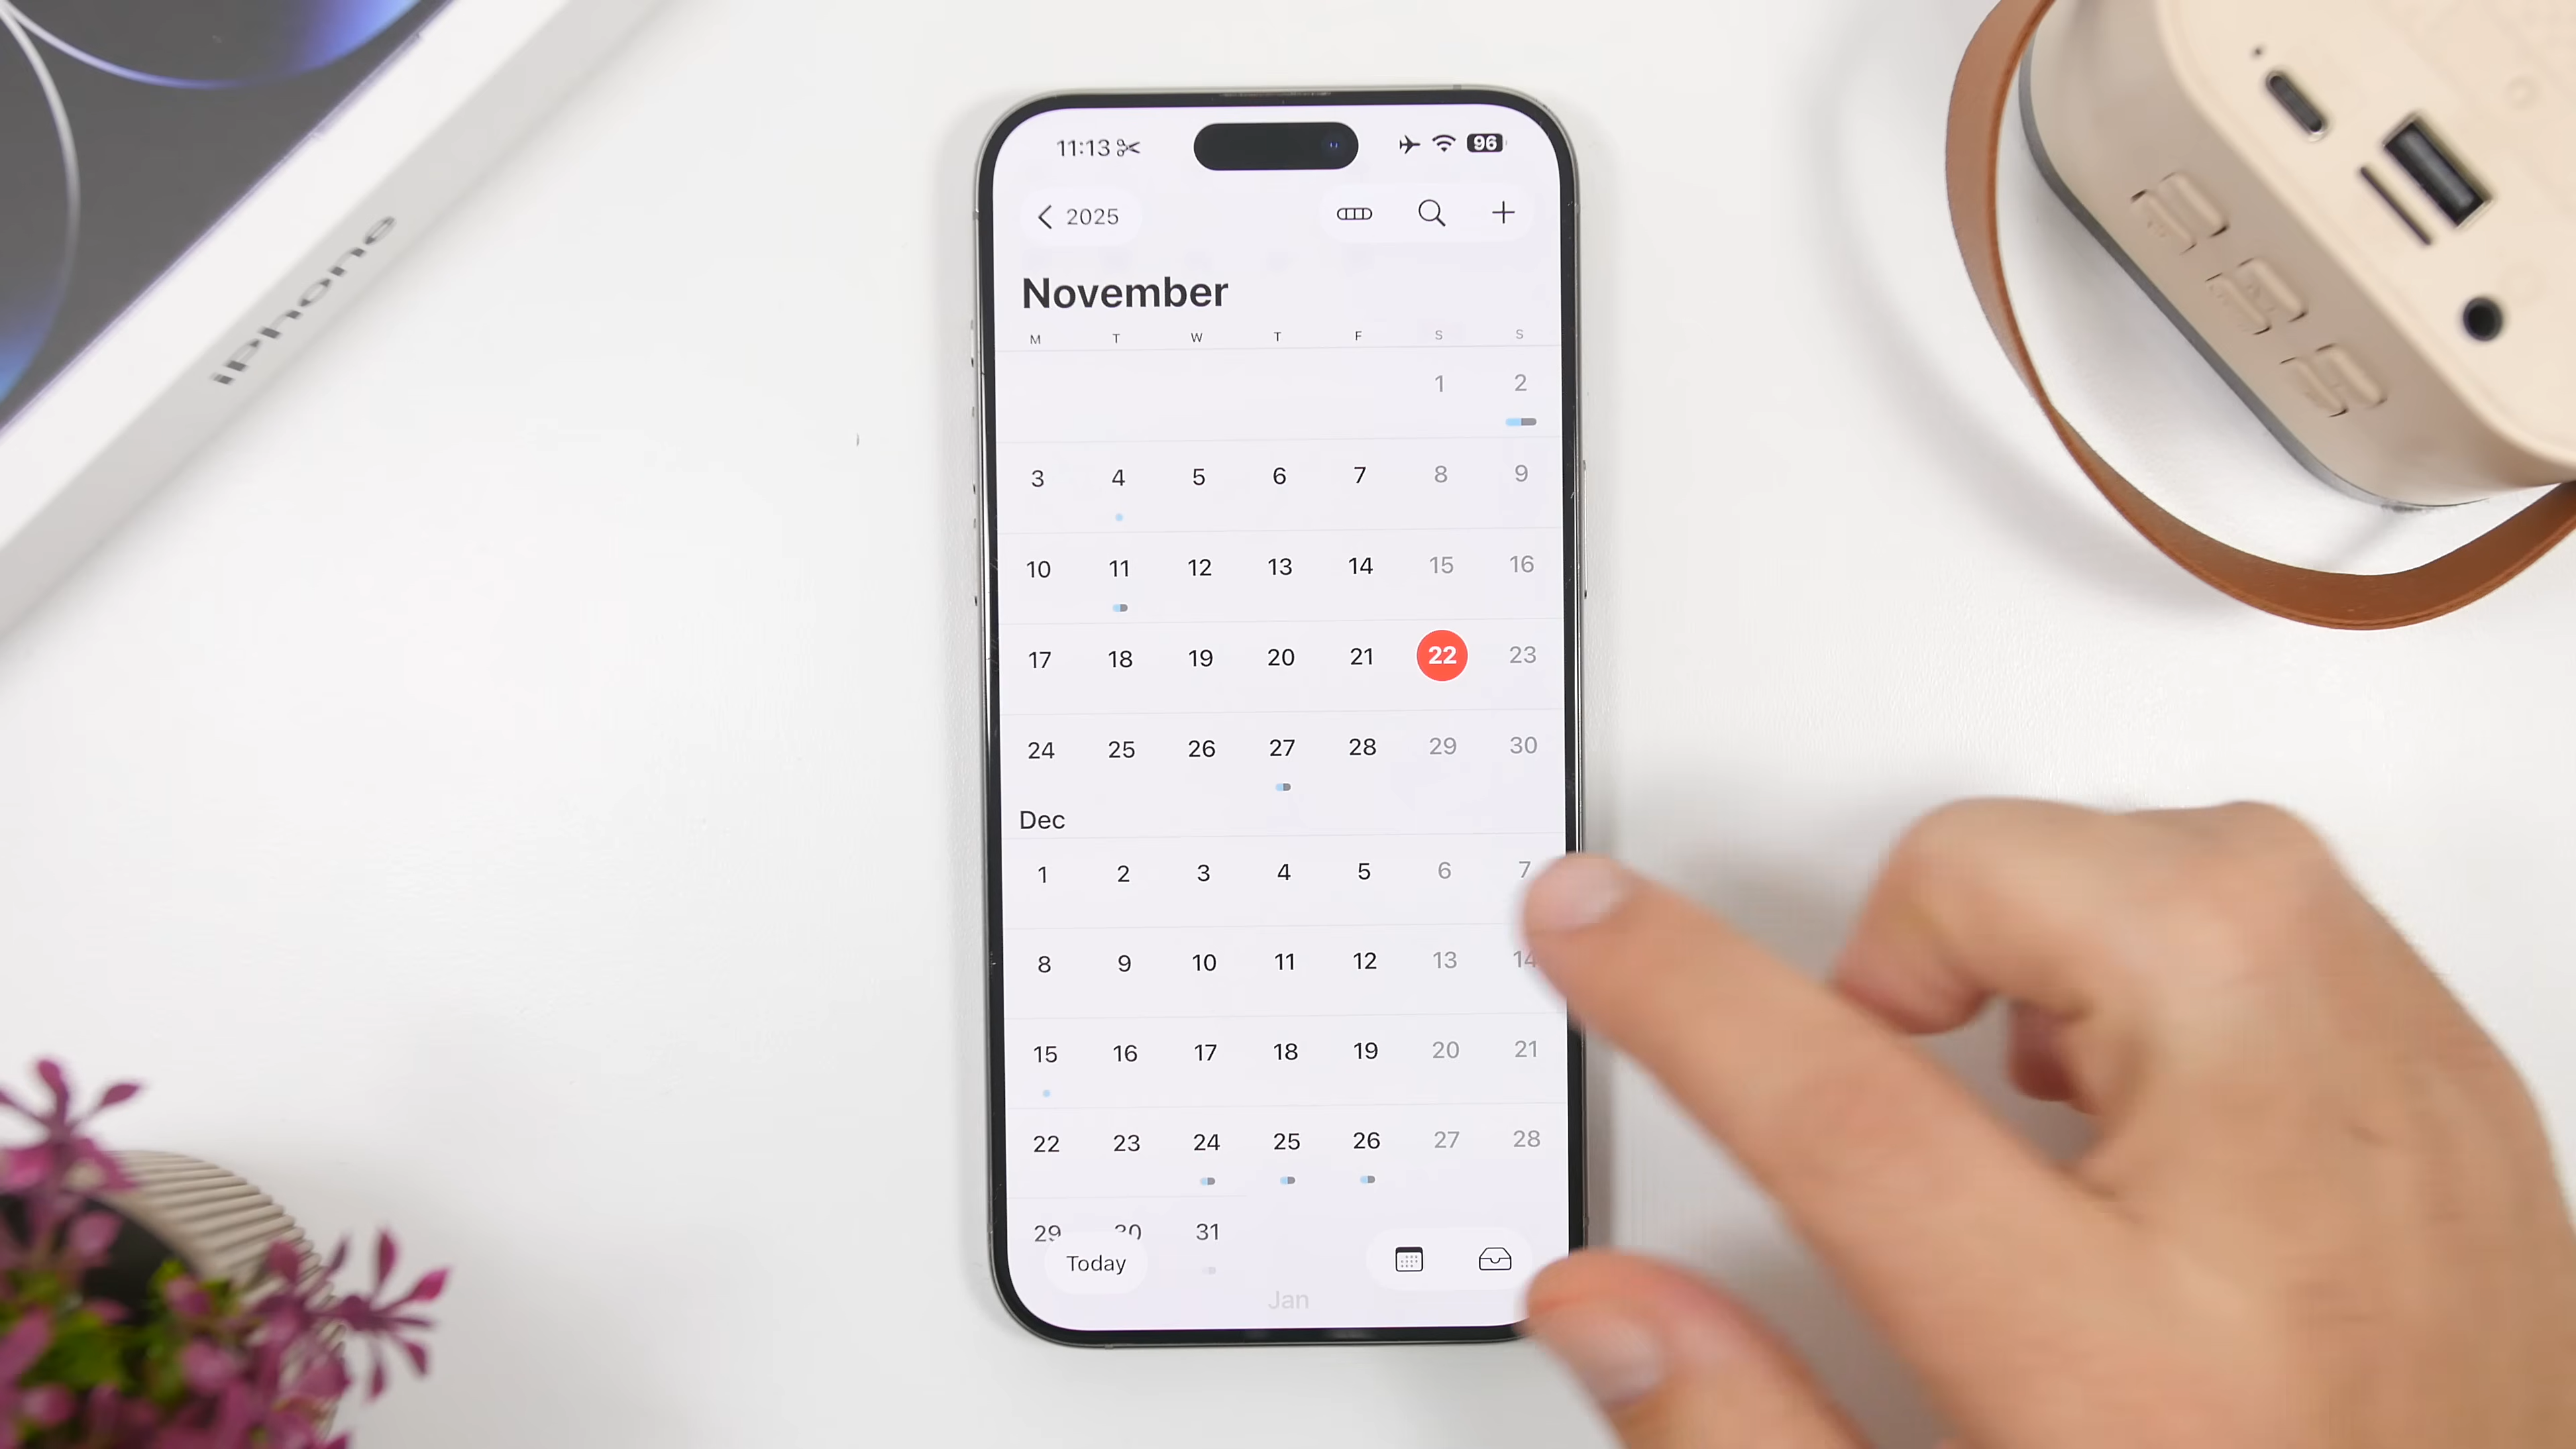 iPhone
11:13 96
2025
November
M T W T F S S
1 2
3 4 5 6 7 8 9
10 11 12 13 14 15 16
17 18 19 20 21 22 23
24 25 26 27 28 29 30
Dec
1 2 3 4 5 6 7
8 9 10 11 12 13 14
15 16 17 18 19 20 21
22 23 24 25 26 27 28
29 30 31
Today
Jan